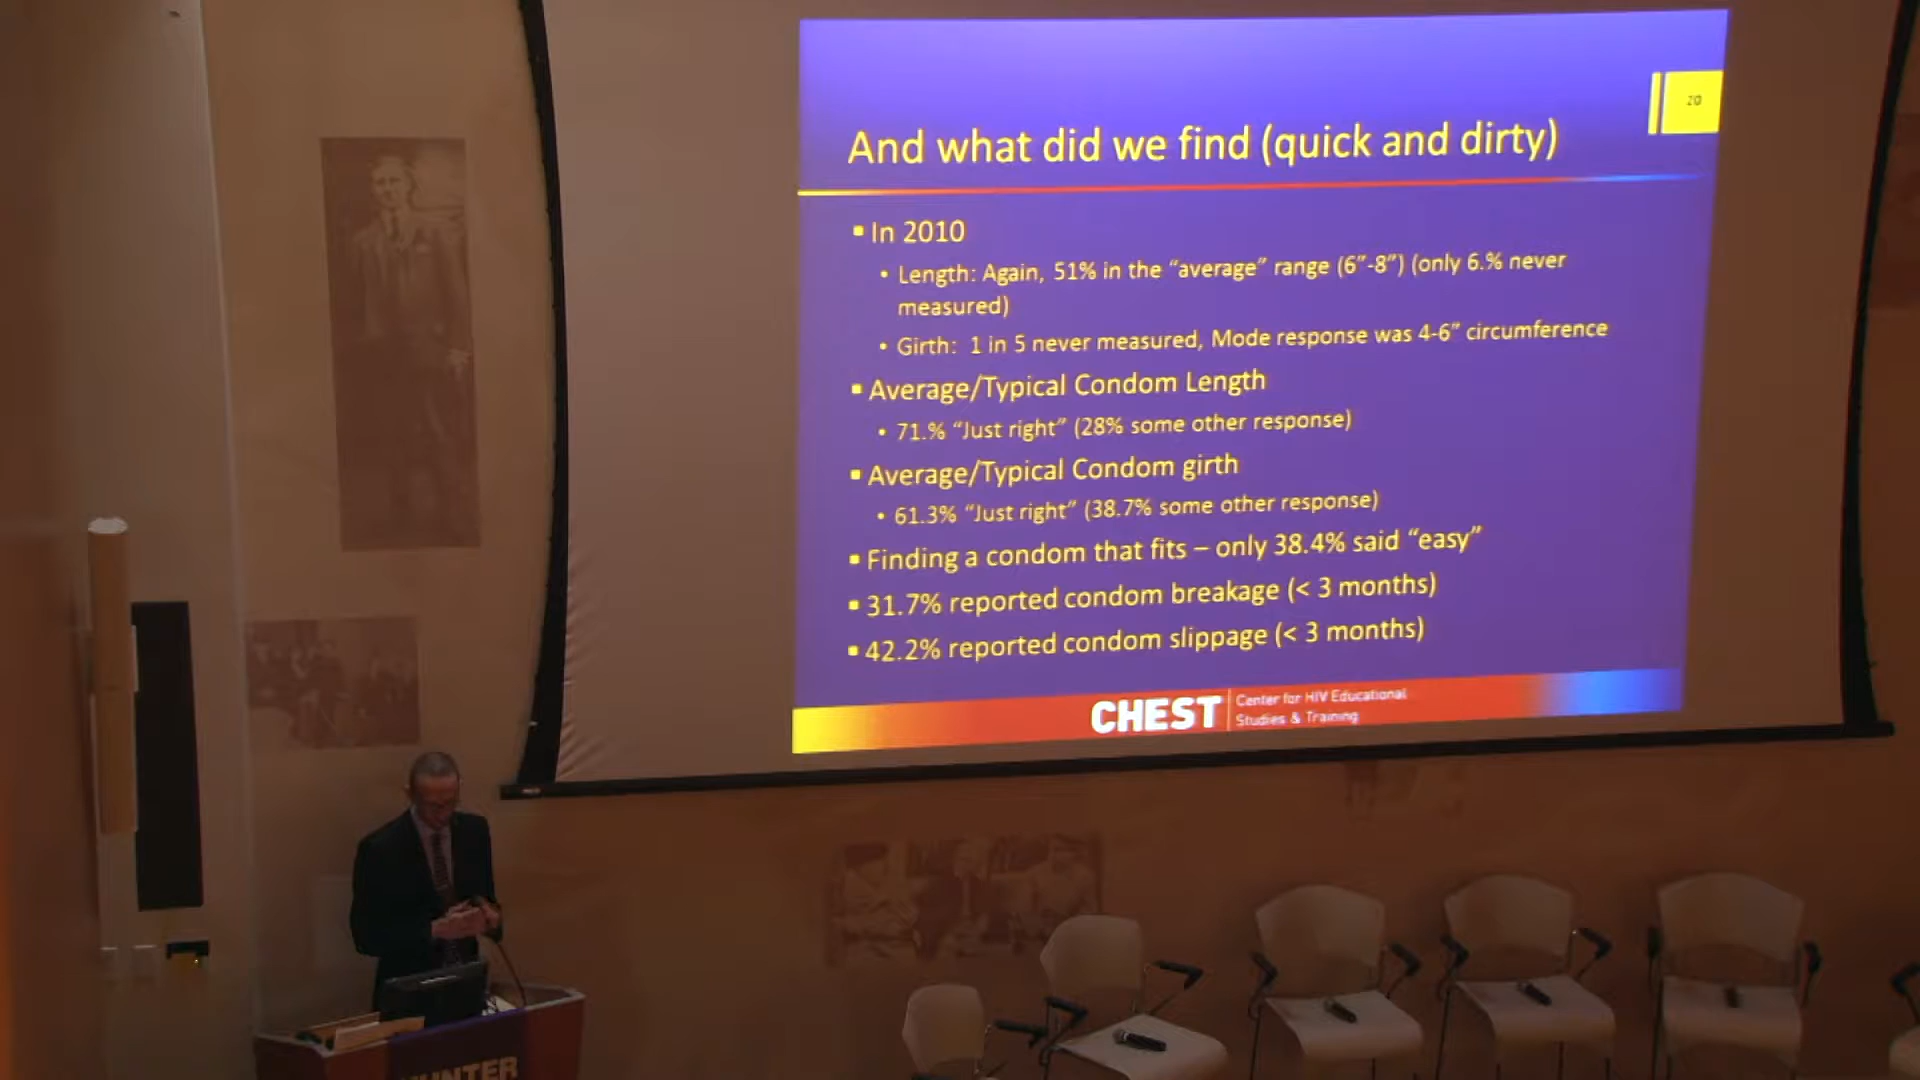 20
And what did we find (quick and dirty)
▪ In 2010
• Length: Again, 51% in the “average” range (6”-8”) (only 6.% never
measured)
• Girth: 1 in 5 never measured, Mode response was 4-6” circumference
▪ Average/Typical Condom Length
• 71.% “Just right” (28% some other response)
▪ Average/Typical Condom girth
• 61.3% “Just right” (38.7% some other response)
▪ Finding a condom that fits – only 38.4% said “easy”
▪ 31.7% reported condom breakage (< 3 months)
▪ 42.2% reported condom slippage (< 3 months)
CHEST
Center for HIV Educational
Studies & Training
HUNTER